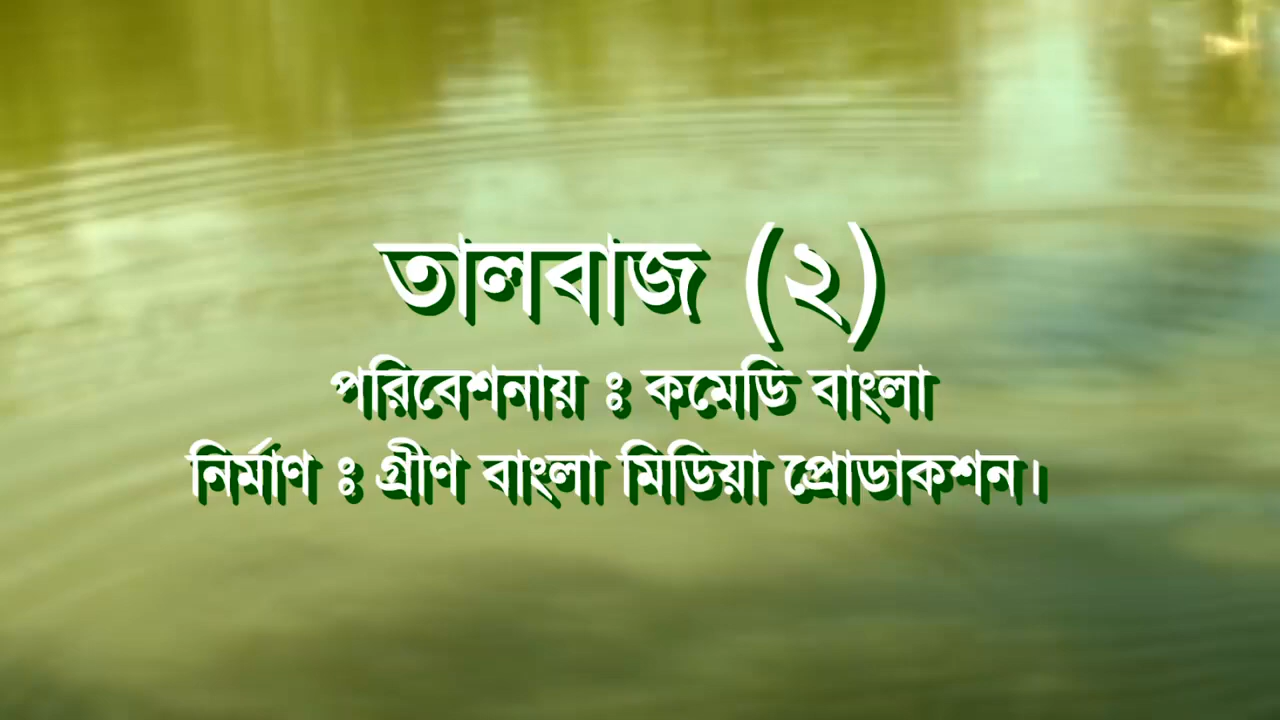 তালবাজ (২)
পরিবেশনায় ঃ কমেডি বাংলা
নির্মাণ ঃ গ্রীণ বাংলা মিডিয়া প্রোডাকশন।